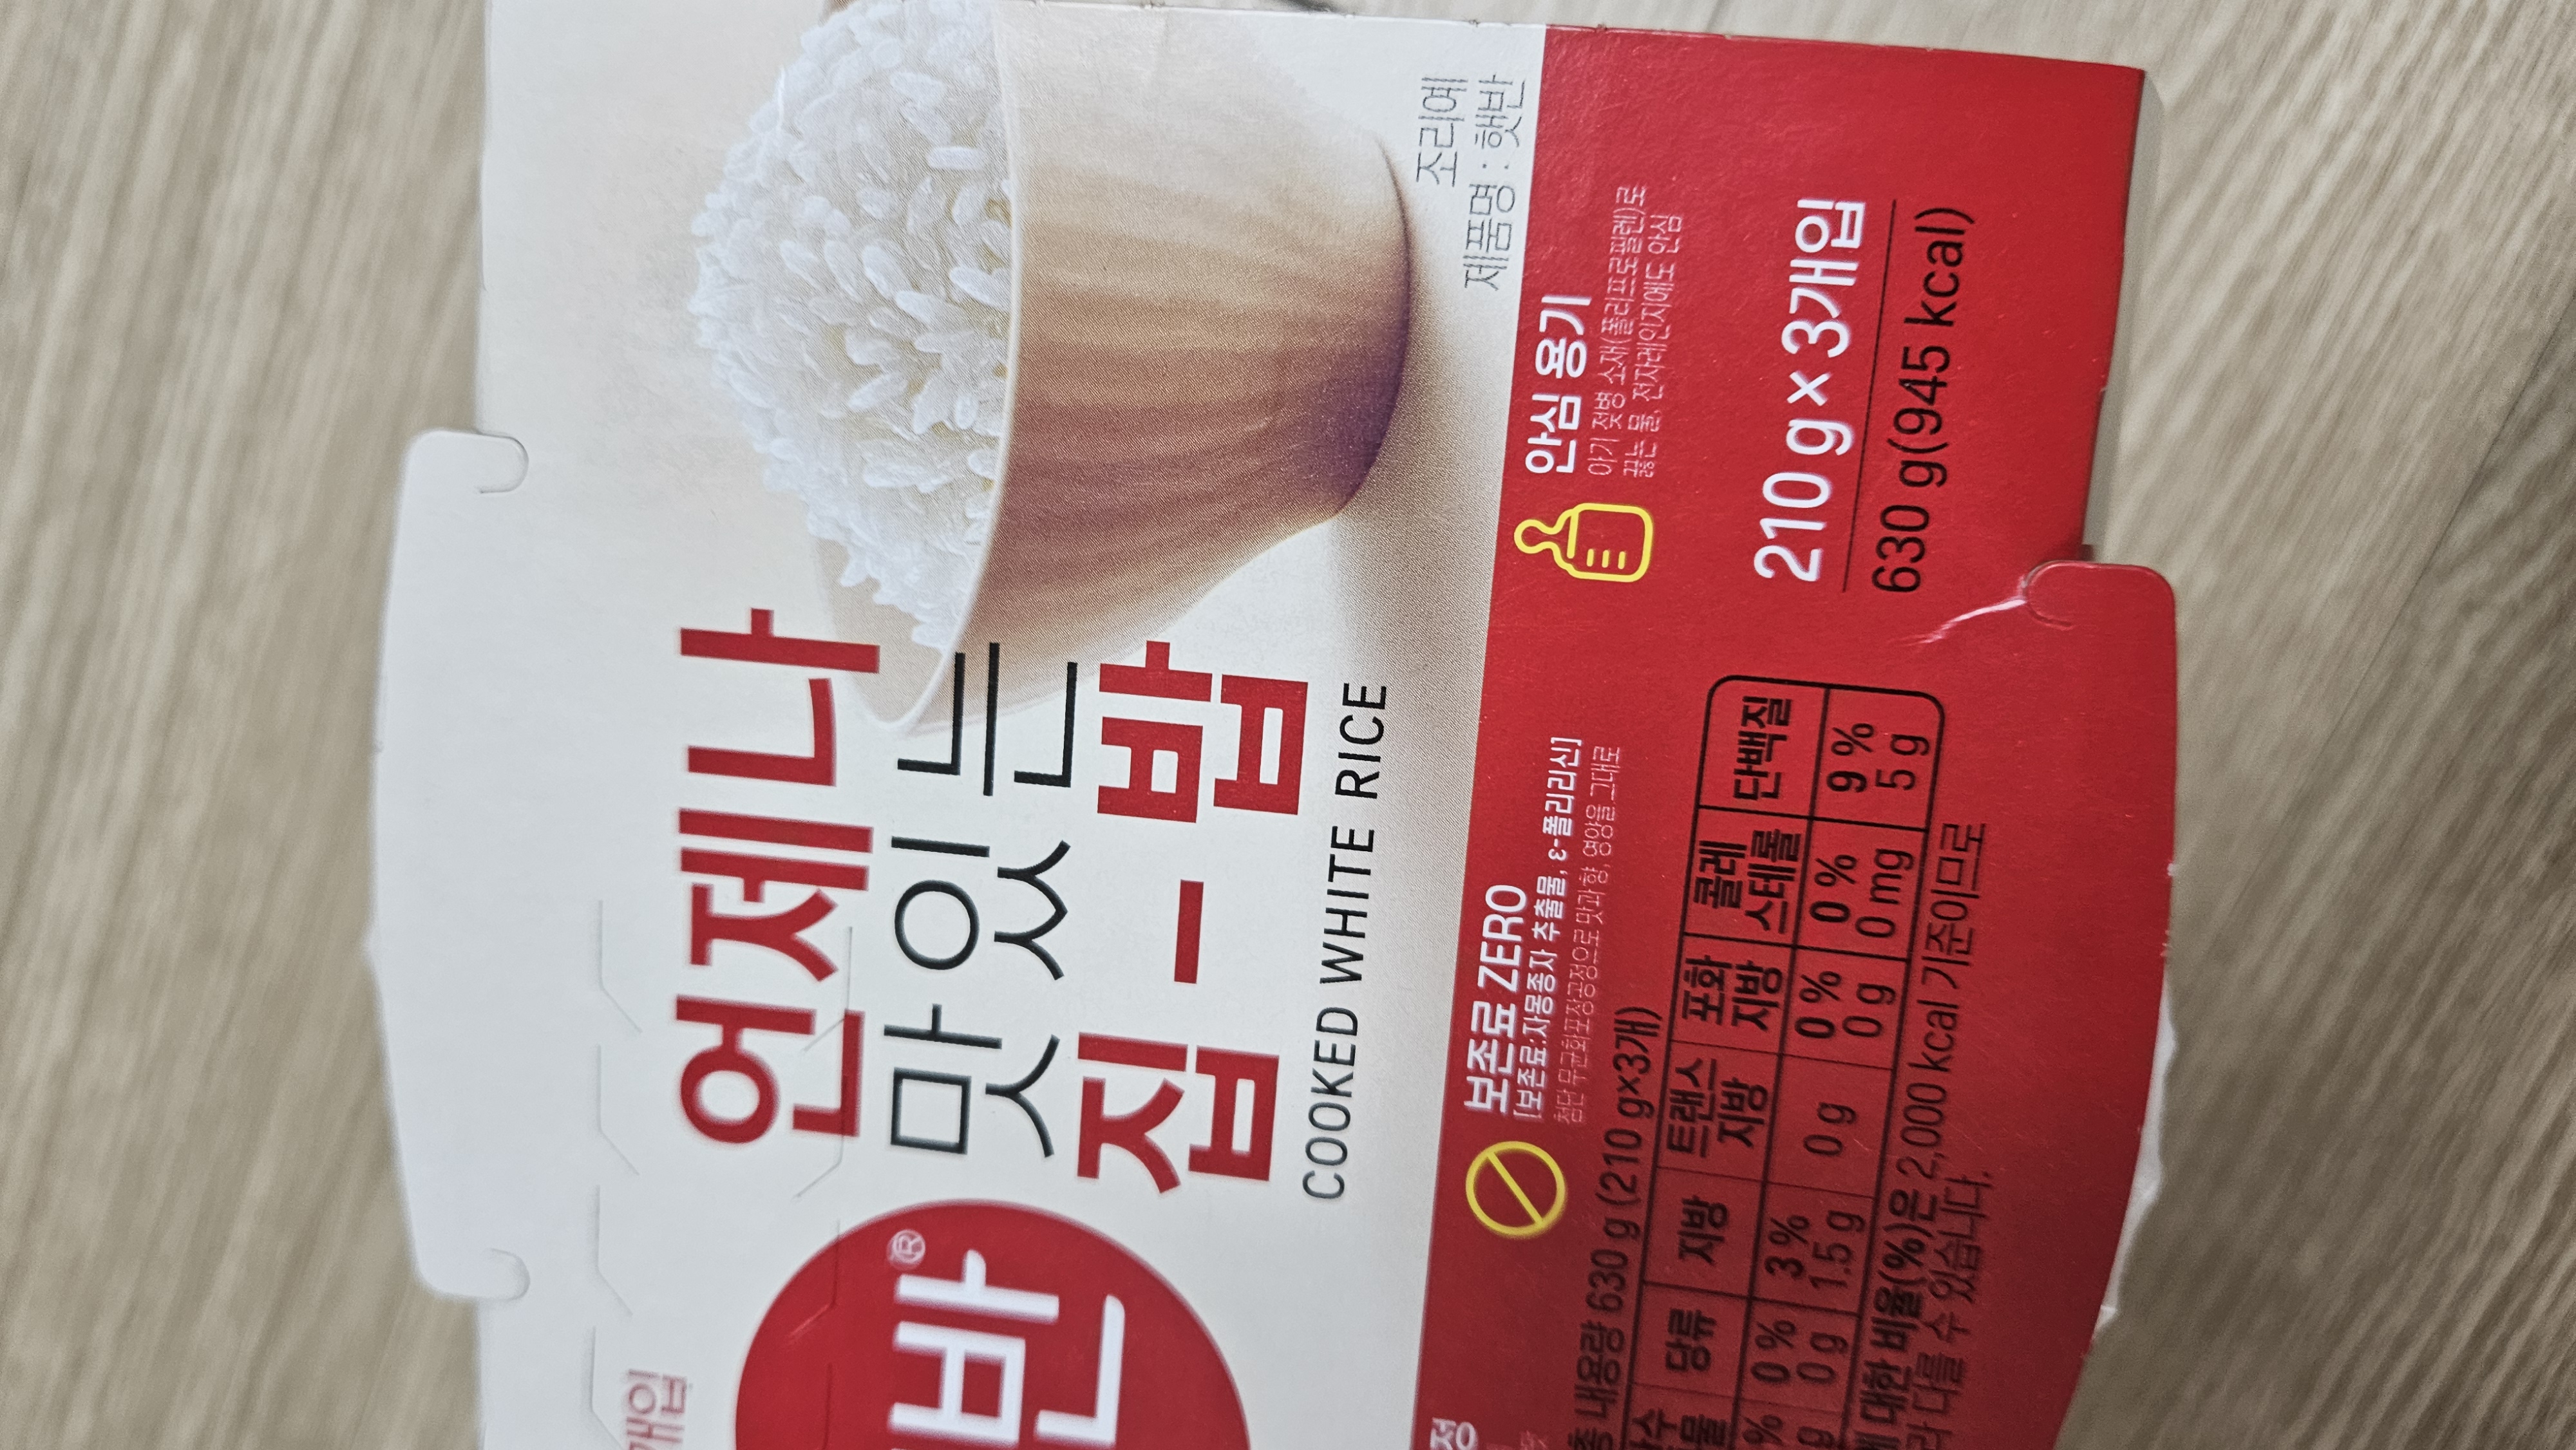 개입
반®
언제나
맛있는
집-밥
COOKED WHITE RICE
조리예
제품명 : 햇반
보존료 ZERO
[보존료:자몽종자 추출물, ε-폴리리신]
첨단 무균화포장공정으로 맛과 향, 영양을 그대로
안심 용기
아기 젖병 소재(폴리프로필렌)로
끓는 물, 전자레인지에도 안심
210 g×3개입
630 g(945 kcal)
총 내용량 630 g (210 g×3개)
당류 지방 트랜스 지방 포화 지방 콜레스테롤 단백질
% 0 % 3 % 0 % 0 % 9 %
g 0 g 1.5 g 0 g 0 g 0 mg 5 g
대한 비율(%)은 2,000 kcal 기준이므로
다를 수 있습니다.